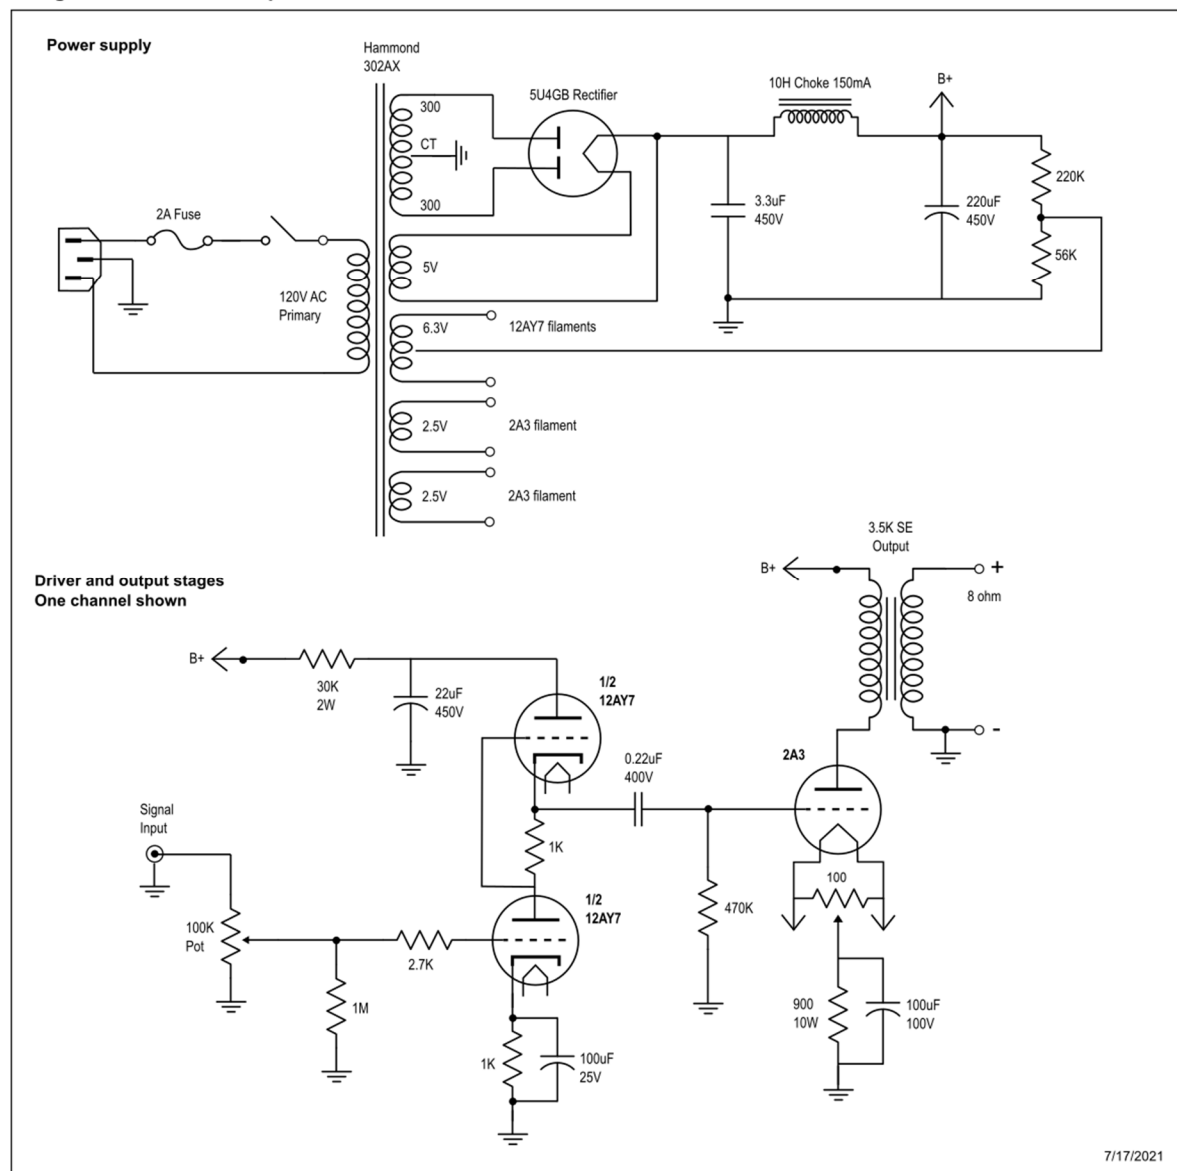 Power supply
Hammond
302AX
300
CT
300
5U4GB Rectifier
10H Choke 150mA
B+
2A Fuse
3.3uF
450V
220uF
450V
220K
56K
120V AC
Primary
5V
6.3V
12AY7 filaments
2.5V
2A3 filament
2.5V
2A3 filament
Driver and output stages
One channel shown
3.5K SE
Output
B+
+
8 ohm
-
B+
30K
2W
22uF
450V
1/2
12AY7
0.22uF
400V
2A3
Signal
Input
1K
100K
Pot
1/2
12AY7
2.7K
1M
470K
100
1K
100uF
25V
900
10W
100uF
100V
7/17/2021